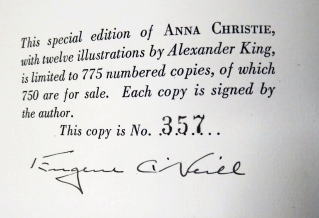 This special edition of ANNA CHRISTIE,
with twelve illustrations by Alexander King,
is limited to 775 numbered copies, of which
750 are for sale. Each copy is signed by
the author.
This copy is No. .357..
Eugene O'Neill